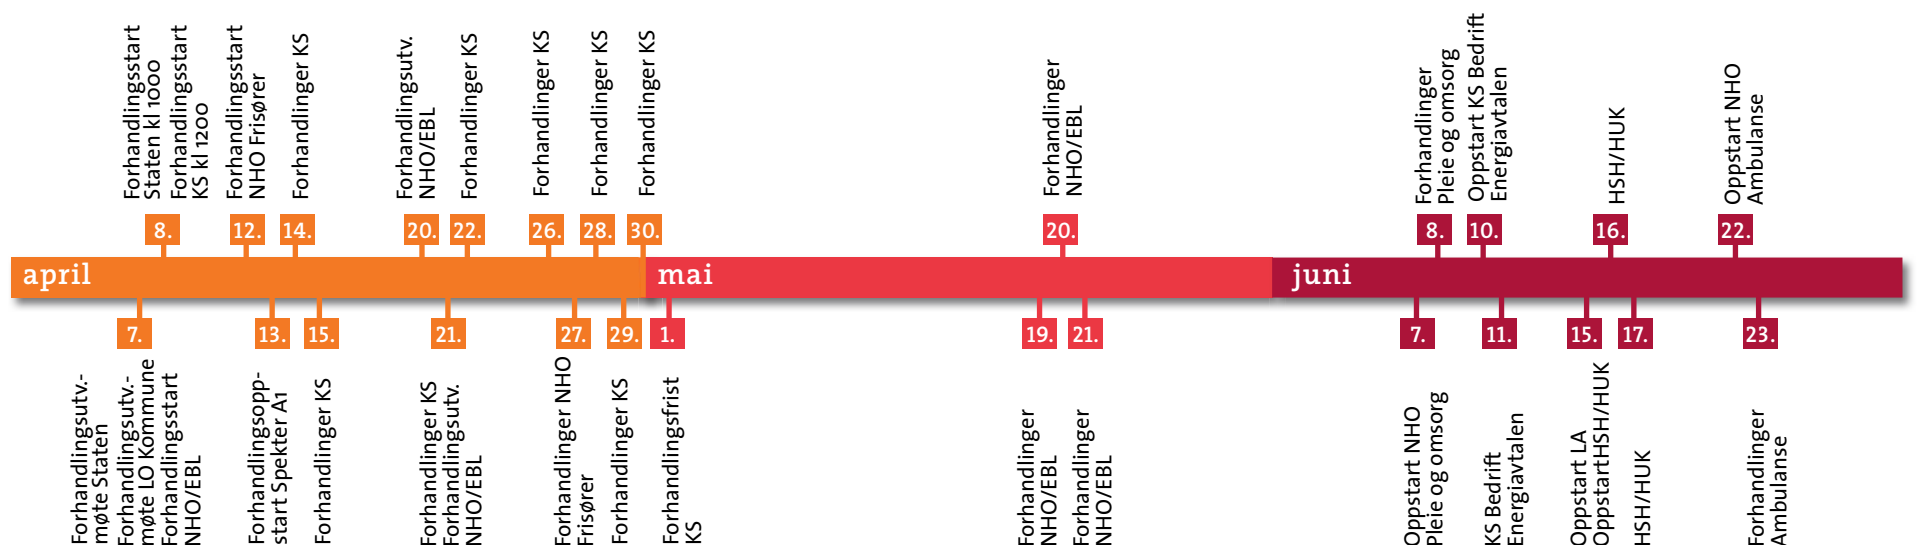 Forhandlingsstart
Staten kl 1000
Forhandlingsstart
KS kl 1200
Forhandlingsstart
NHO Frisører
Forhandlinger KS
Forhandlingsutv.
NHO/EBL
Forhandlinger KS
Forhandlinger KS
Forhandlinger KS
Forhandlinger KS
Forhandlinger
NHO/EBL
Forhandlinger
Pleie og omsorg
Oppstart KS Bedrift
Energiavtalen
HSH/HUK
Oppstart NHO
Ambulanse
8.
12.
14.
20.
22.
26.
28.
30.
20.
8.
10.
16.
22.
april
mai
juni
7.
13.
15.
21.
27.
29.
1.
19.
21.
7.
11.
15.
17.
23.
Forhandlingsutv.-
møte Staten
Forhandlingsutv.-
møte LO Kommune
Forhandlingsstart
NHO/EBL
Forhandlingsopp-
start Spekter A1
Forhandlinger KS
Forhandlinger KS
Forhandlingsutv.
NHO/EBL
Forhandlinger NHO
Frisører
Forhandlinger KS
Forhandlingsfrist
KS
Forhandlinger
NHO/EBL
Forhandlinger
NHO/EBL
Oppstart NHO
Pleie og omsorg
KS Bedrift
Energiavtalen
Oppstart LA
OppstartHSH/HUK
HSH/HUK
Forhandlinger
Ambulanse